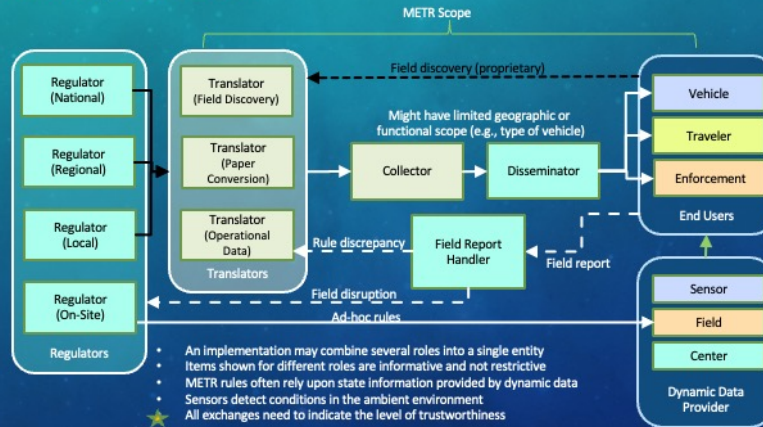 METR Scope
Regulator
(National)
Regulator
(Regional)
Regulator
(Local)
Regulator
(On-Site)
Regulators
Translator
(Field Discovery)
Translator
(Paper
Conversion)
Translator
(Operational
Data)
Translators
Field discovery (proprietary)
Might have limited geographic or
functional scope (e.g., type of vehicle)
Collector
Disseminator
Vehicle
Traveler
Enforcement
End Users
Rule discrepancy
Field Report
Handler
Field report
Field disruption
Ad-hoc rules
Sensor
Field
Center
Dynamic Data
Provider
• An implementation may combine several roles into a single entity
• Items shown for different roles are informative and not restrictive
• METR rules often rely upon state information provided by dynamic data
• Sensors detect conditions in the ambient environment
All exchanges need to indicate the level of trustworthiness